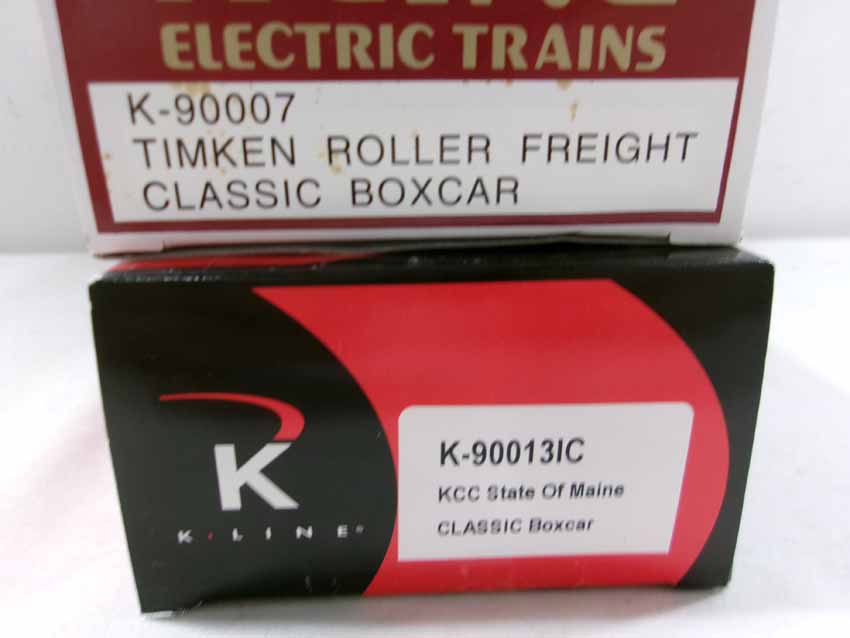 ELECTRIC TRAINS
K-90007
TIMKEN ROLLER FREIGHT
CLASSIC BOXCAR
K
K·LINE®
K-90013IC
KCC State Of Maine
CLASSIC Boxcar